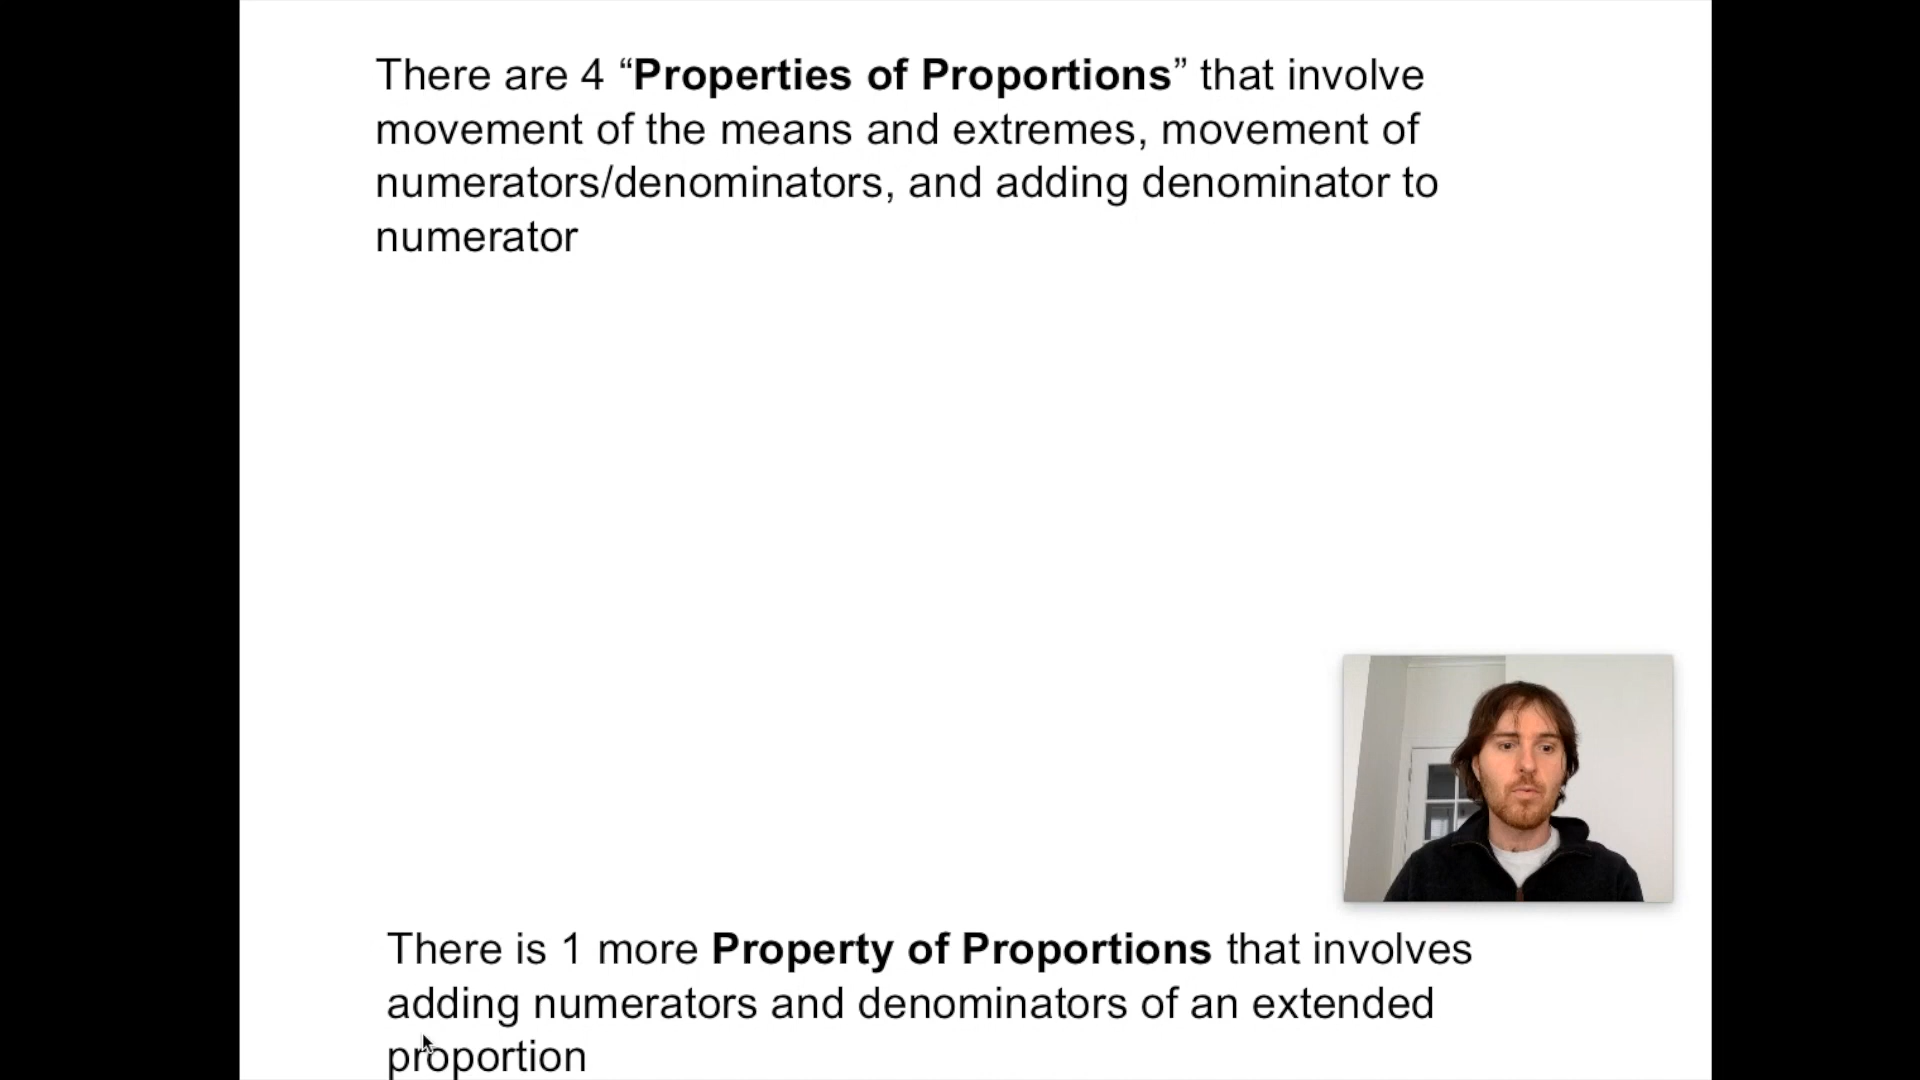 There are 4 “Properties of Proportions” that involve
movement of the means and extremes, movement of
numerators/denominators, and adding denominator to
numerator
There is 1 more Property of Proportions that involves
adding numerators and denominators of an extended
proportion